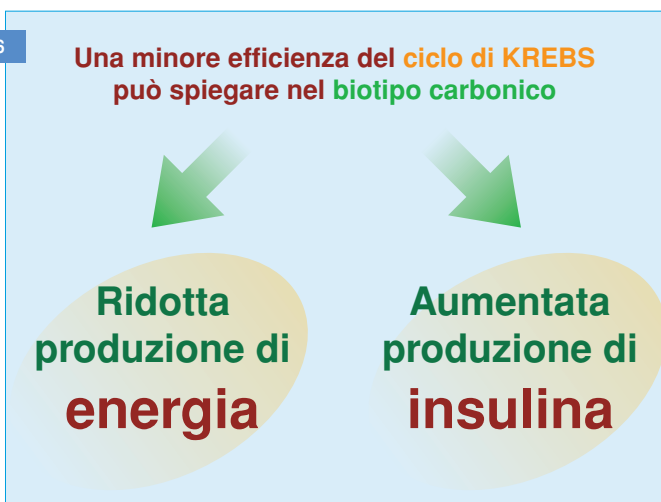 6
Una minore efficienza del ciclo di KREBS
può spiegare nel biotipo carbonico
Ridotta
produzione di
energia
Aumentata
produzione di
insulina